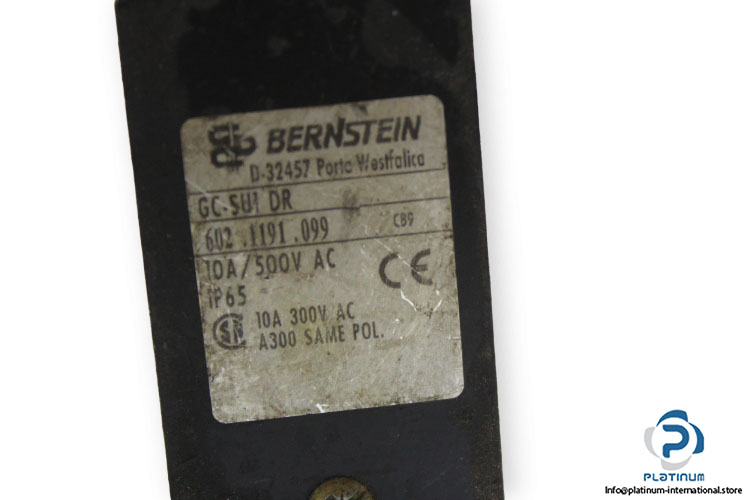 BERNSTEIN
D-32457 Porta Westfalica
GC-SU1 DR
602.1191.099 CB9
10A/500V AC
IP65
CE
10A 300V AC
A300 SAME POL.
PLATINUM
Info@platinum-international.store